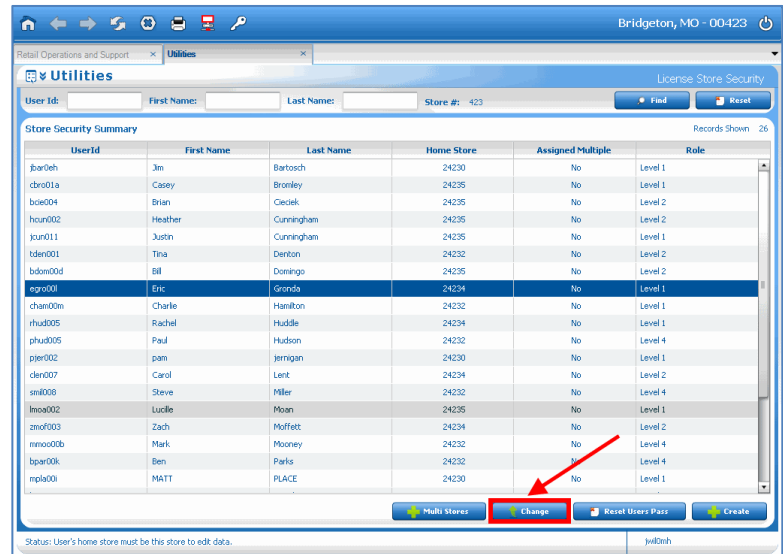 Bridgeton, MO - 00423
Retail Operations and Support × Utilities ×
Utilities License Store Security
User Id: First Name: Last Name: Store #: 423 Find Reset
Store Security Summary Records Shown 26
UserId First Name Last Name Home Store Assigned Multiple Role
jbar0eh Jim Bartosch 24230 No Level 1
cbro01a Casey Bromley 24235 No Level 1
bcie004 Brian Cieciek 24235 No Level 2
hcun002 Heather Cunningham 24235 No Level 2
jcun011 Justin Cunningham 24235 No Level 1
tden001 Tina Denton 24232 No Level 2
bdom00d Bill Domingo 24235 No Level 2
egro00l Eric Gronda 24234 No Level 1
cham00m Charlie Hamilton 24232 No Level 1
rhud005 Rachel Huddle 24234 No Level 1
phud005 Paul Hudson 24232 No Level 4
pjer002 pam jernigan 24230 No Level 1
clen007 Carol Lent 24234 No Level 2
smil008 Steve Miller 24232 No Level 4
lmoa002 Lucille Moan 24235 No Level 1
zmof003 Zach Moffett 24234 No Level 2
mmoo00b Mark Mooney 24232 No Level 4
bpar00k Ben Parks 24232 No Level 4
mpla00i MATT PLACE 24230 No Level 1
Multi Stores Change Reset Users Pass Create
Status: User's home store must be this store to edit data. jwil0mh